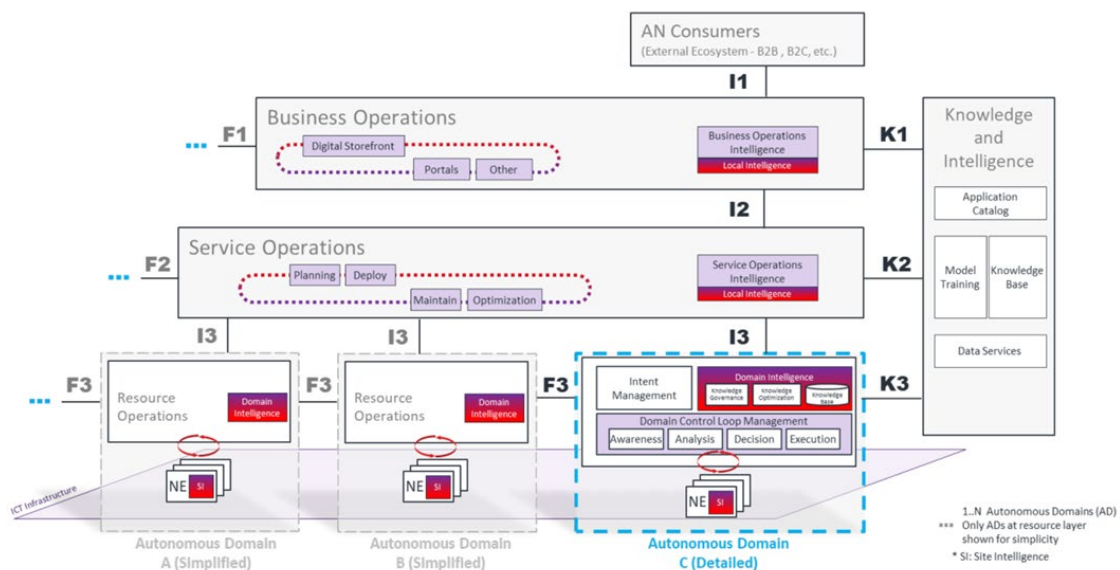 AN Consumers
(External Ecosystem - B2B , B2C, etc.)
I1
Business Operations
F1
Digital Storefront
Portals
Other
Business Operations
Intelligence
Local Intelligence
K1
Knowledge
and
Intelligence
Application
Catalog
Model
Training
Knowledge
Base
Data Services
I2
Service Operations
F2
Planning
Deploy
Maintain
Optimization
Service Operations
Intelligence
Local Intelligence
K2
I3
I3
I3
F3
Resource
Operations
Domain
Intelligence
F3
Resource
Operations
Domain
Intelligence
F3
Intent
Management
Domain Intelligence
Knowledge
Governance
Knowledge
Optimization
Knowledge
Base
K3
Domain Control Loop Management
Awareness
Analysis
Decision
Execution
NE
SI
NE
SI
NE
SI
ICT Infrastructure
Autonomous Domain
A (Simplified)
Autonomous Domain
B (Simplified)
Autonomous Domain
C (Detailed)
1..N Autonomous Domains (AD)
Only ADs at resource layer
shown for simplicity
* SI: Site Intelligence